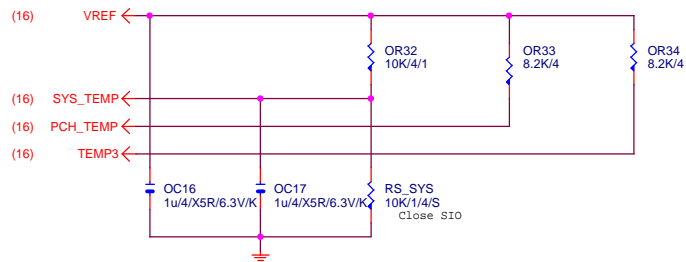 (16) VREF
OR32
10K/4/1
OR33
8.2K/4
OR34
8.2K/4
(16) SYS_TEMP
(16) PCH_TEMP
(16) TEMP3
OC16
1u/4/X5R/6.3V/K
OC17
1u/4/X5R/6.3V/K
RS_SYS
10K/1/4/S
Close SIO